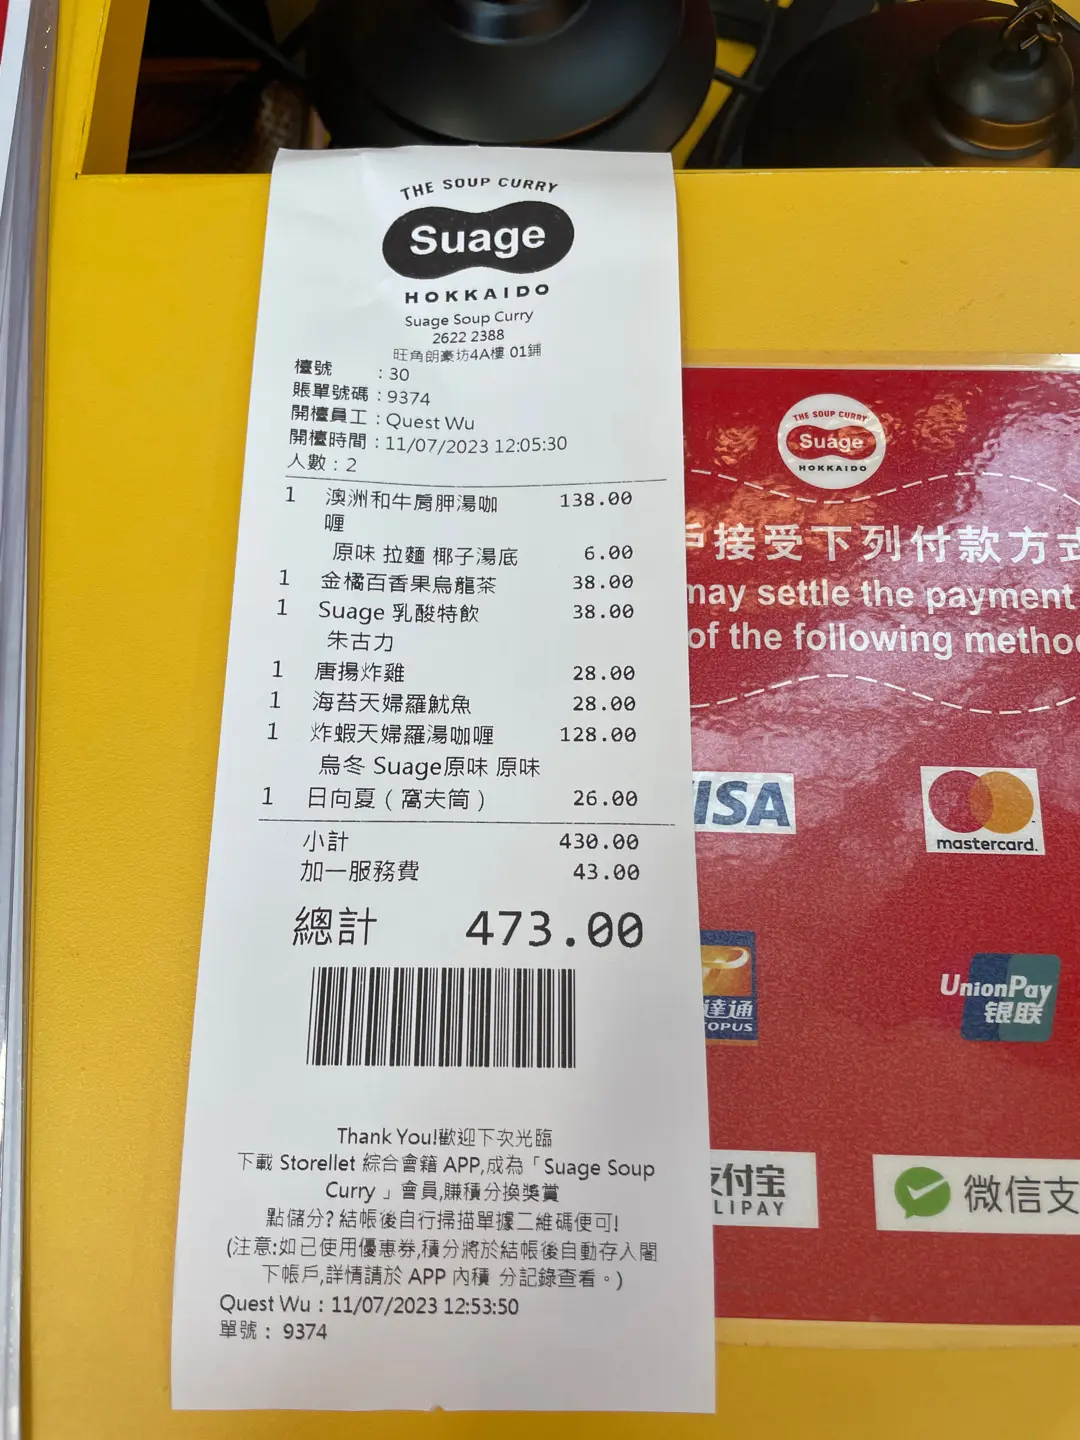 THE SOUP CURRY
Suage
HOKKAIDO
Suage Soup Curry
2622 2388
旺角朗豪坊4A樓 01鋪
檯號 : 30
賬單號碼 : 9374
開檯員工 : Quest Wu
開檯時間 : 11/07/2023 12:05:30
人數 : 2
1 澳洲和牛肩胛湯咖 138.00
喱
原味 拉麵 椰子湯底 6.00
1 金橘百香果烏龍茶 38.00
1 Suage 乳酸特飲 38.00
朱古力
1 唐揚炸雞 28.00
1 海苔天婦羅魷魚 28.00
1 炸蝦天婦羅湯咖喱 128.00
烏冬 Suage原味 原味
1 日向夏 ( 窩夫筒 ) 26.00
小計 430.00
加一服務費 43.00
總計 473.00
Thank You!歡迎下次光臨
下載 Storellet 綜合會籍 APP,成為「Suage Soup
Curry 」會員,賺積分換獎賞
點儲分? 結帳後自行掃描單據二維碼便可!
(注意:如已使用優惠券,積分將於結帳後自動存入閣
下帳戶,詳情請於 APP 內積 分記錄查看。)
Quest Wu : 11/07/2023 12:53:50
單號 : 9374
THE SOUP CURRY
Suage
HOKKAIDO
接受下列付款方式
may settle the payment
of the following metho
VISA
mastercard.
達通
OPUS
UnionPay
银联
支付宝
LIPAY
微信支